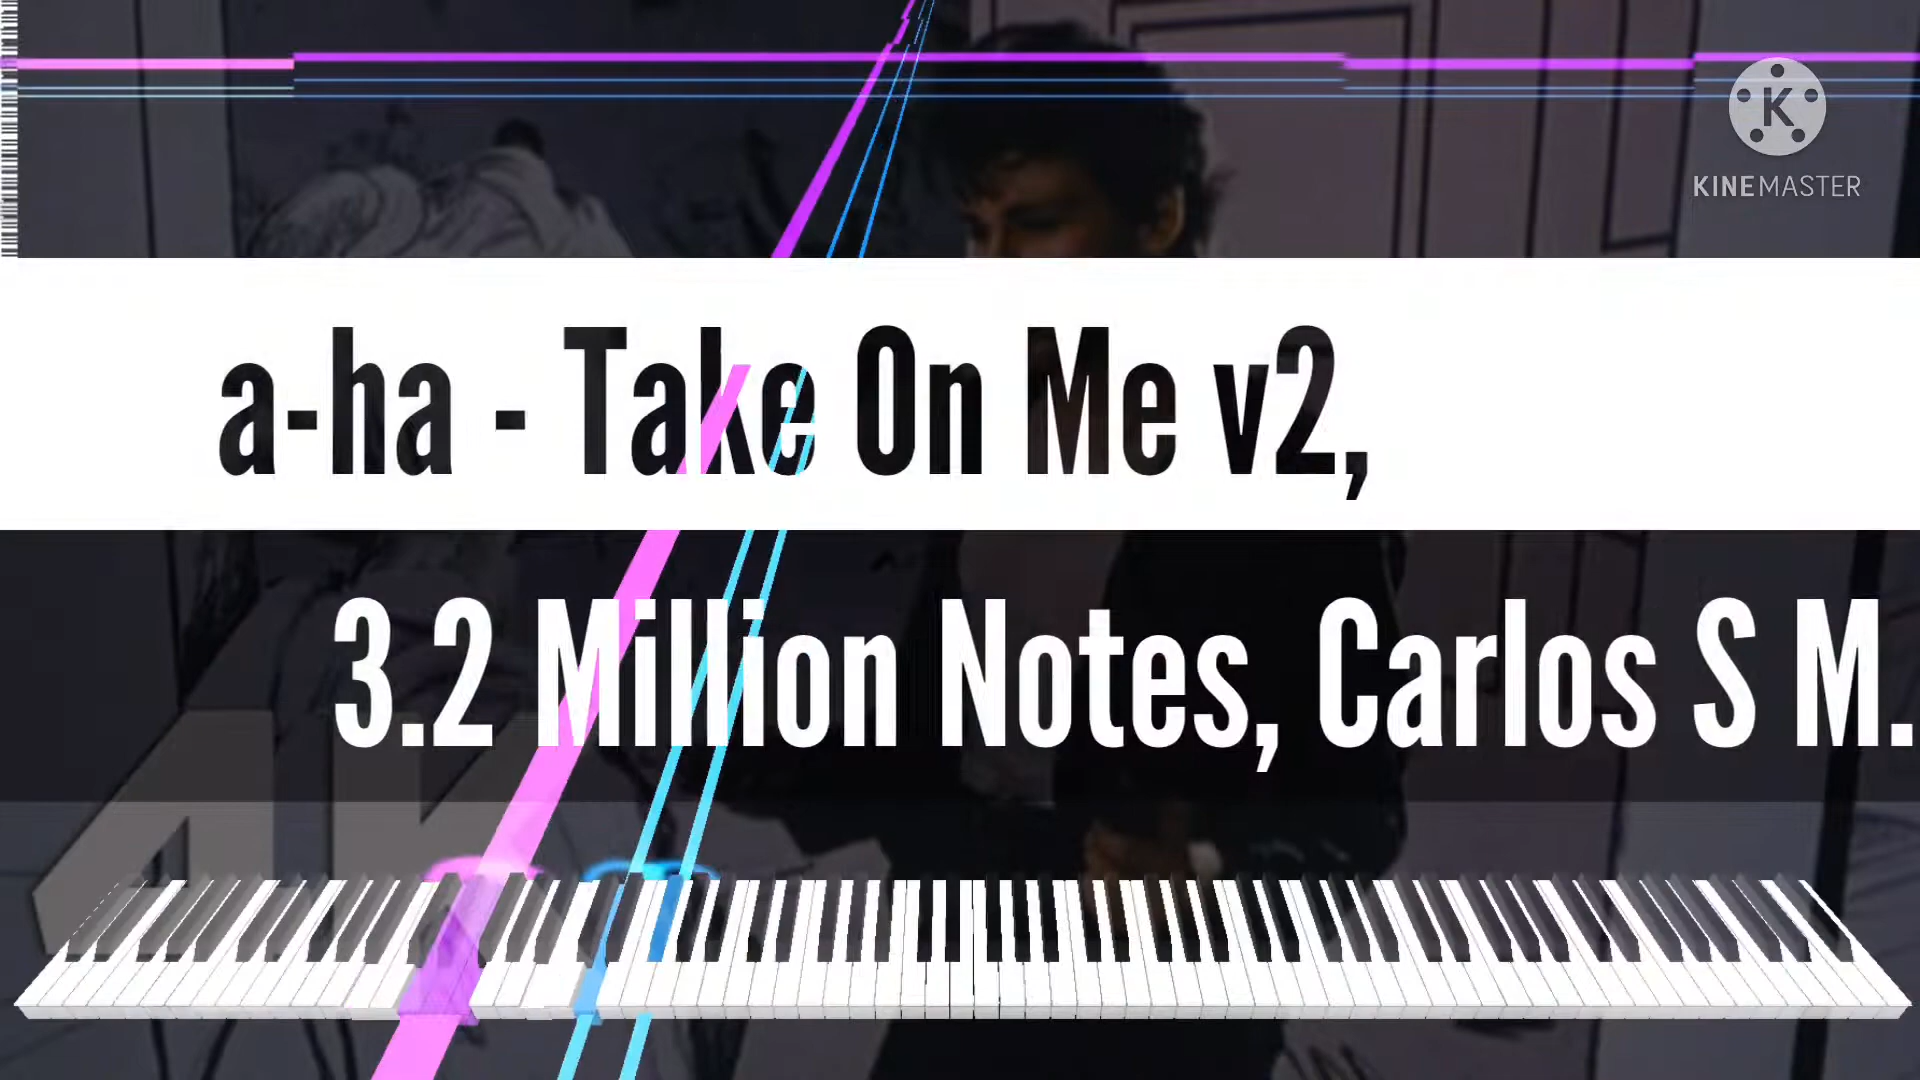 K
KINEMASTER
a-ha - Take On Me v2,
3.2 Million Notes, Carlos S M.